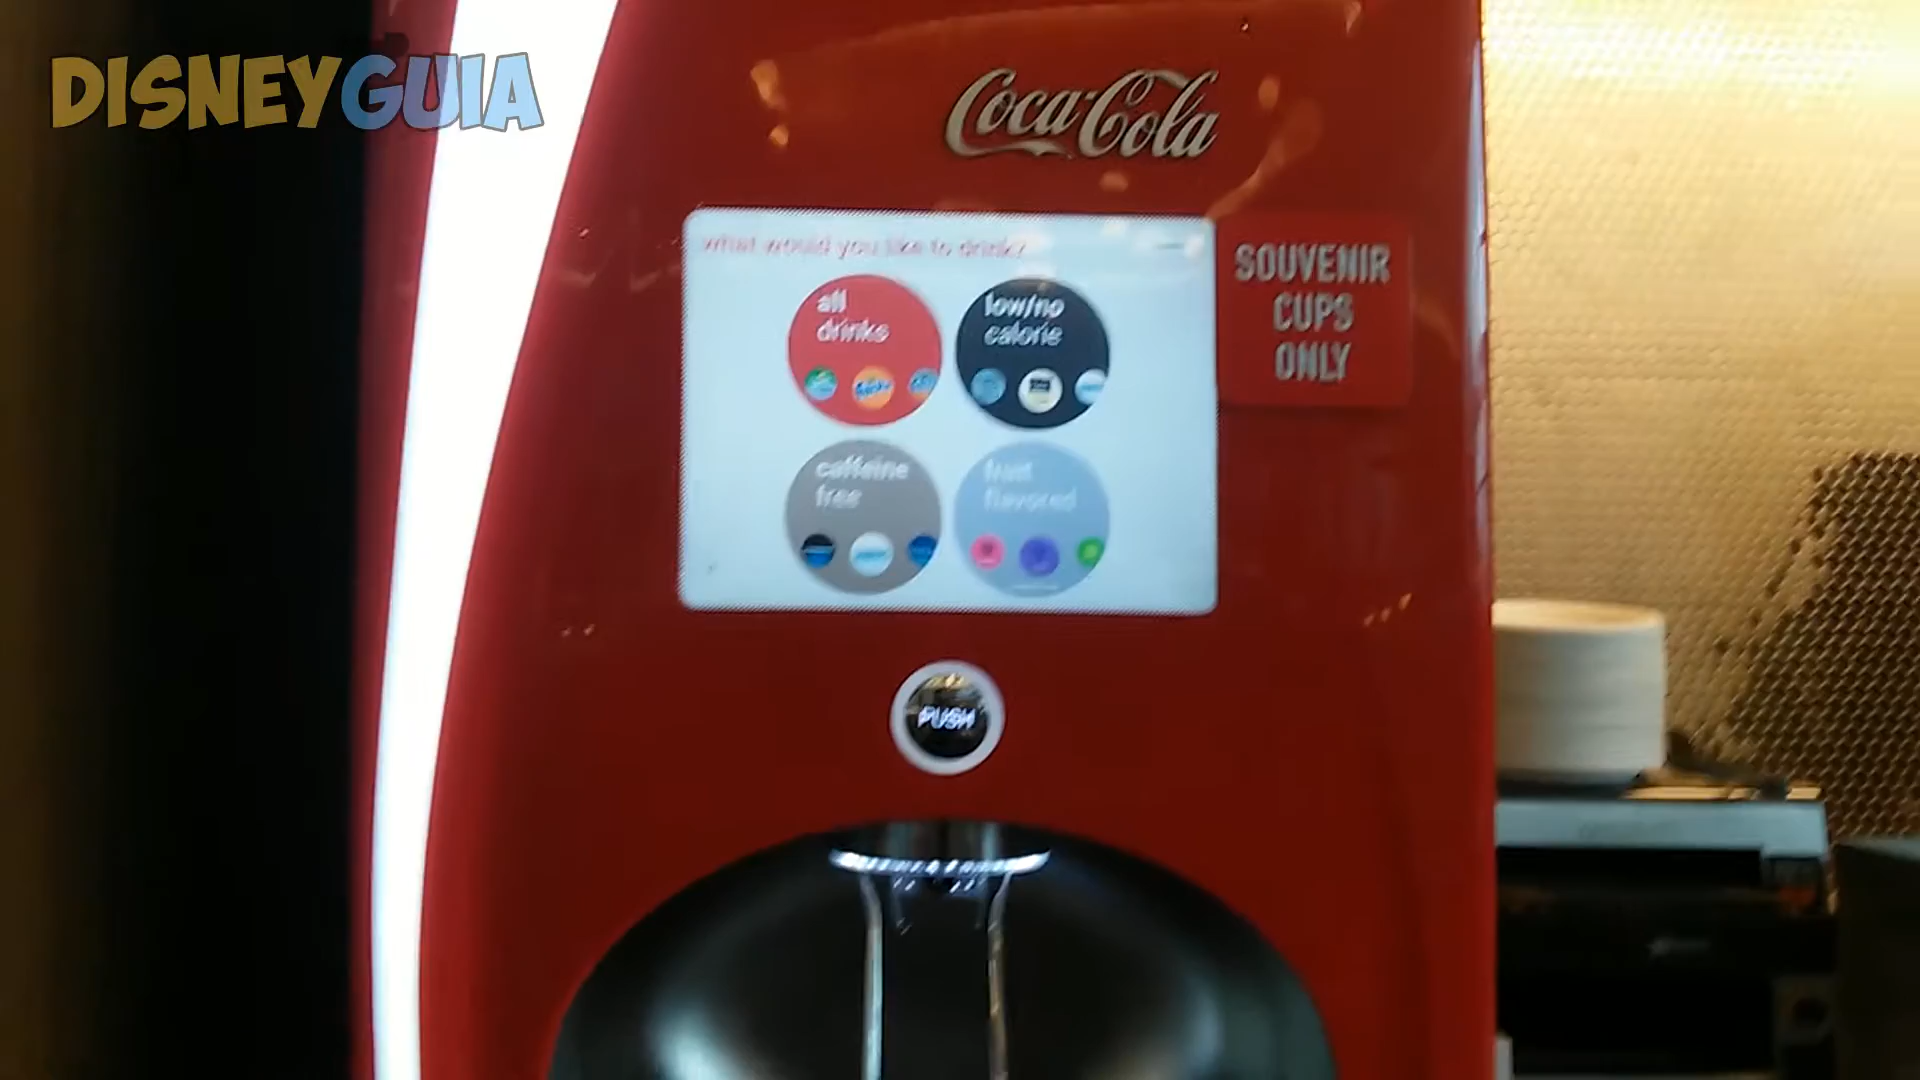 DISNEYGUIA
Coca-Cola
what would you like to drink?
SOUVENIR
CUPS
ONLY
all
drinks
low/no
calorie
caffeine
free
fruit
flavored
PUSH